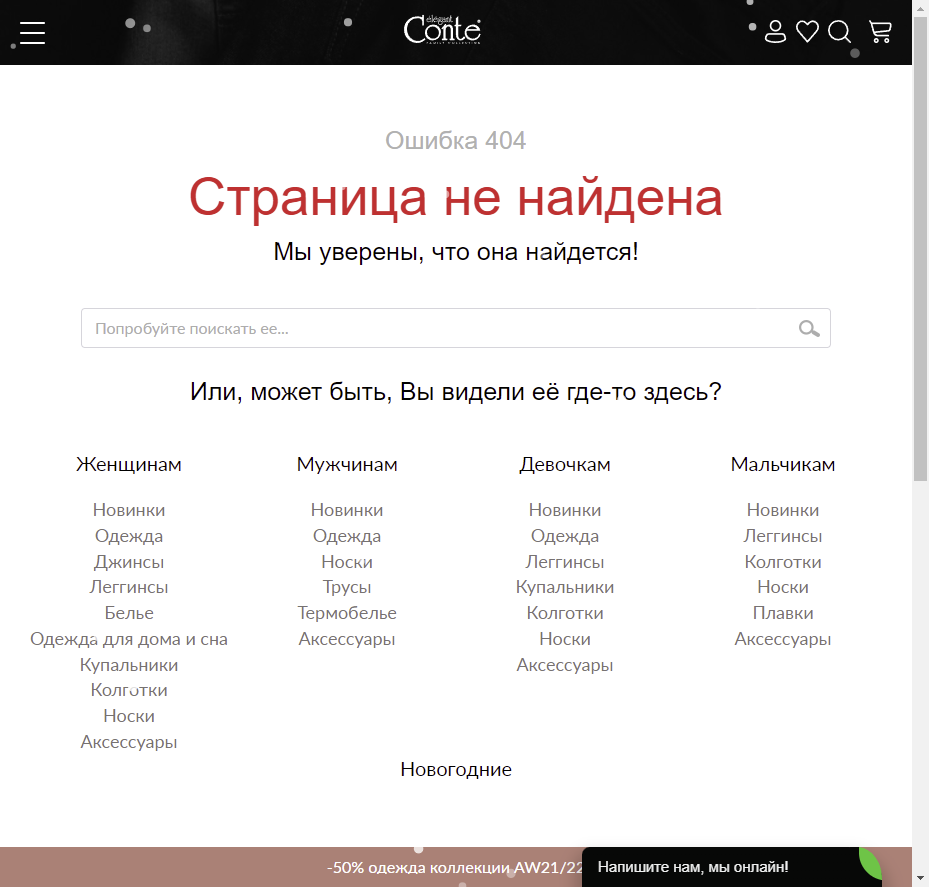 élégant
Conte
FAMILY COLLECTION
Ошибка 404
Страница не найдена
Мы уверены, что она найдется!
Попробуйте поискать ее...
Или, может быть, Вы видели её где-то здесь?
Женщинам
Новинки
Одежда
Джинсы
Леггинсы
Белье
Одежда для дома и сна
Купальники
Колготки
Носки
Аксессуары
Мужчинам
Новинки
Одежда
Носки
Трусы
Термобелье
Аксессуары
Девочкам
Новинки
Одежда
Леггинсы
Купальники
Колготки
Носки
Аксессуары
Мальчикам
Новинки
Леггинсы
Колготки
Носки
Плавки
Аксессуары
Новогодние
-50% одежда коллекции AW21/22
Напишите нам, мы онлайн!